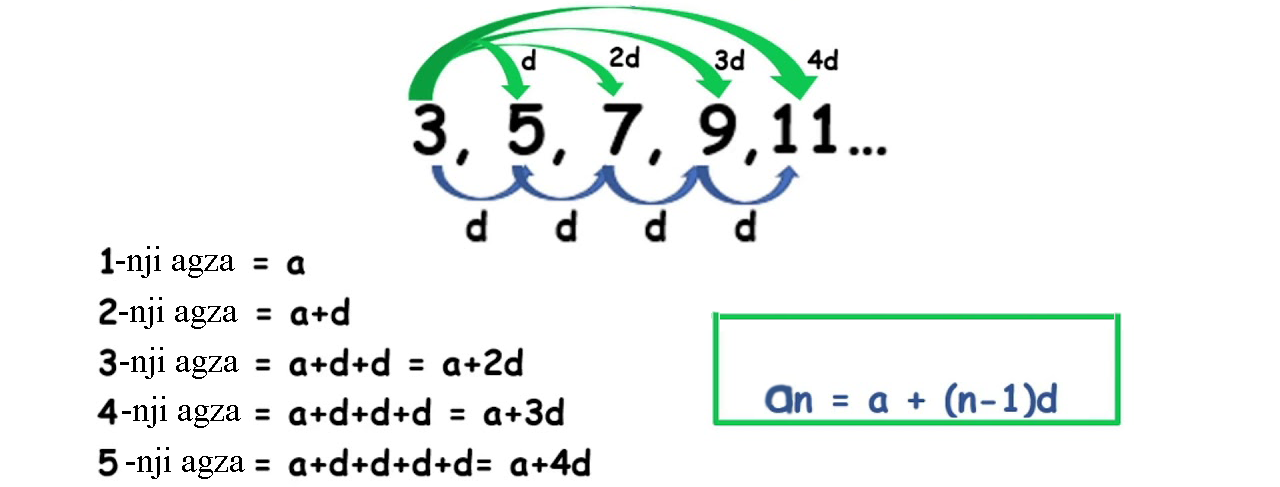 d 2d 3d 4d
3, 5, 7, 9, 11...
d d d d
1-nji agza = a
2-nji agza = a+d
3-nji agza = a+d+d = a+2d
4-nji agza = a+d+d+d = a+3d
5-nji agza = a+d+d+d+d= a+4d
an = a + (n-1)d